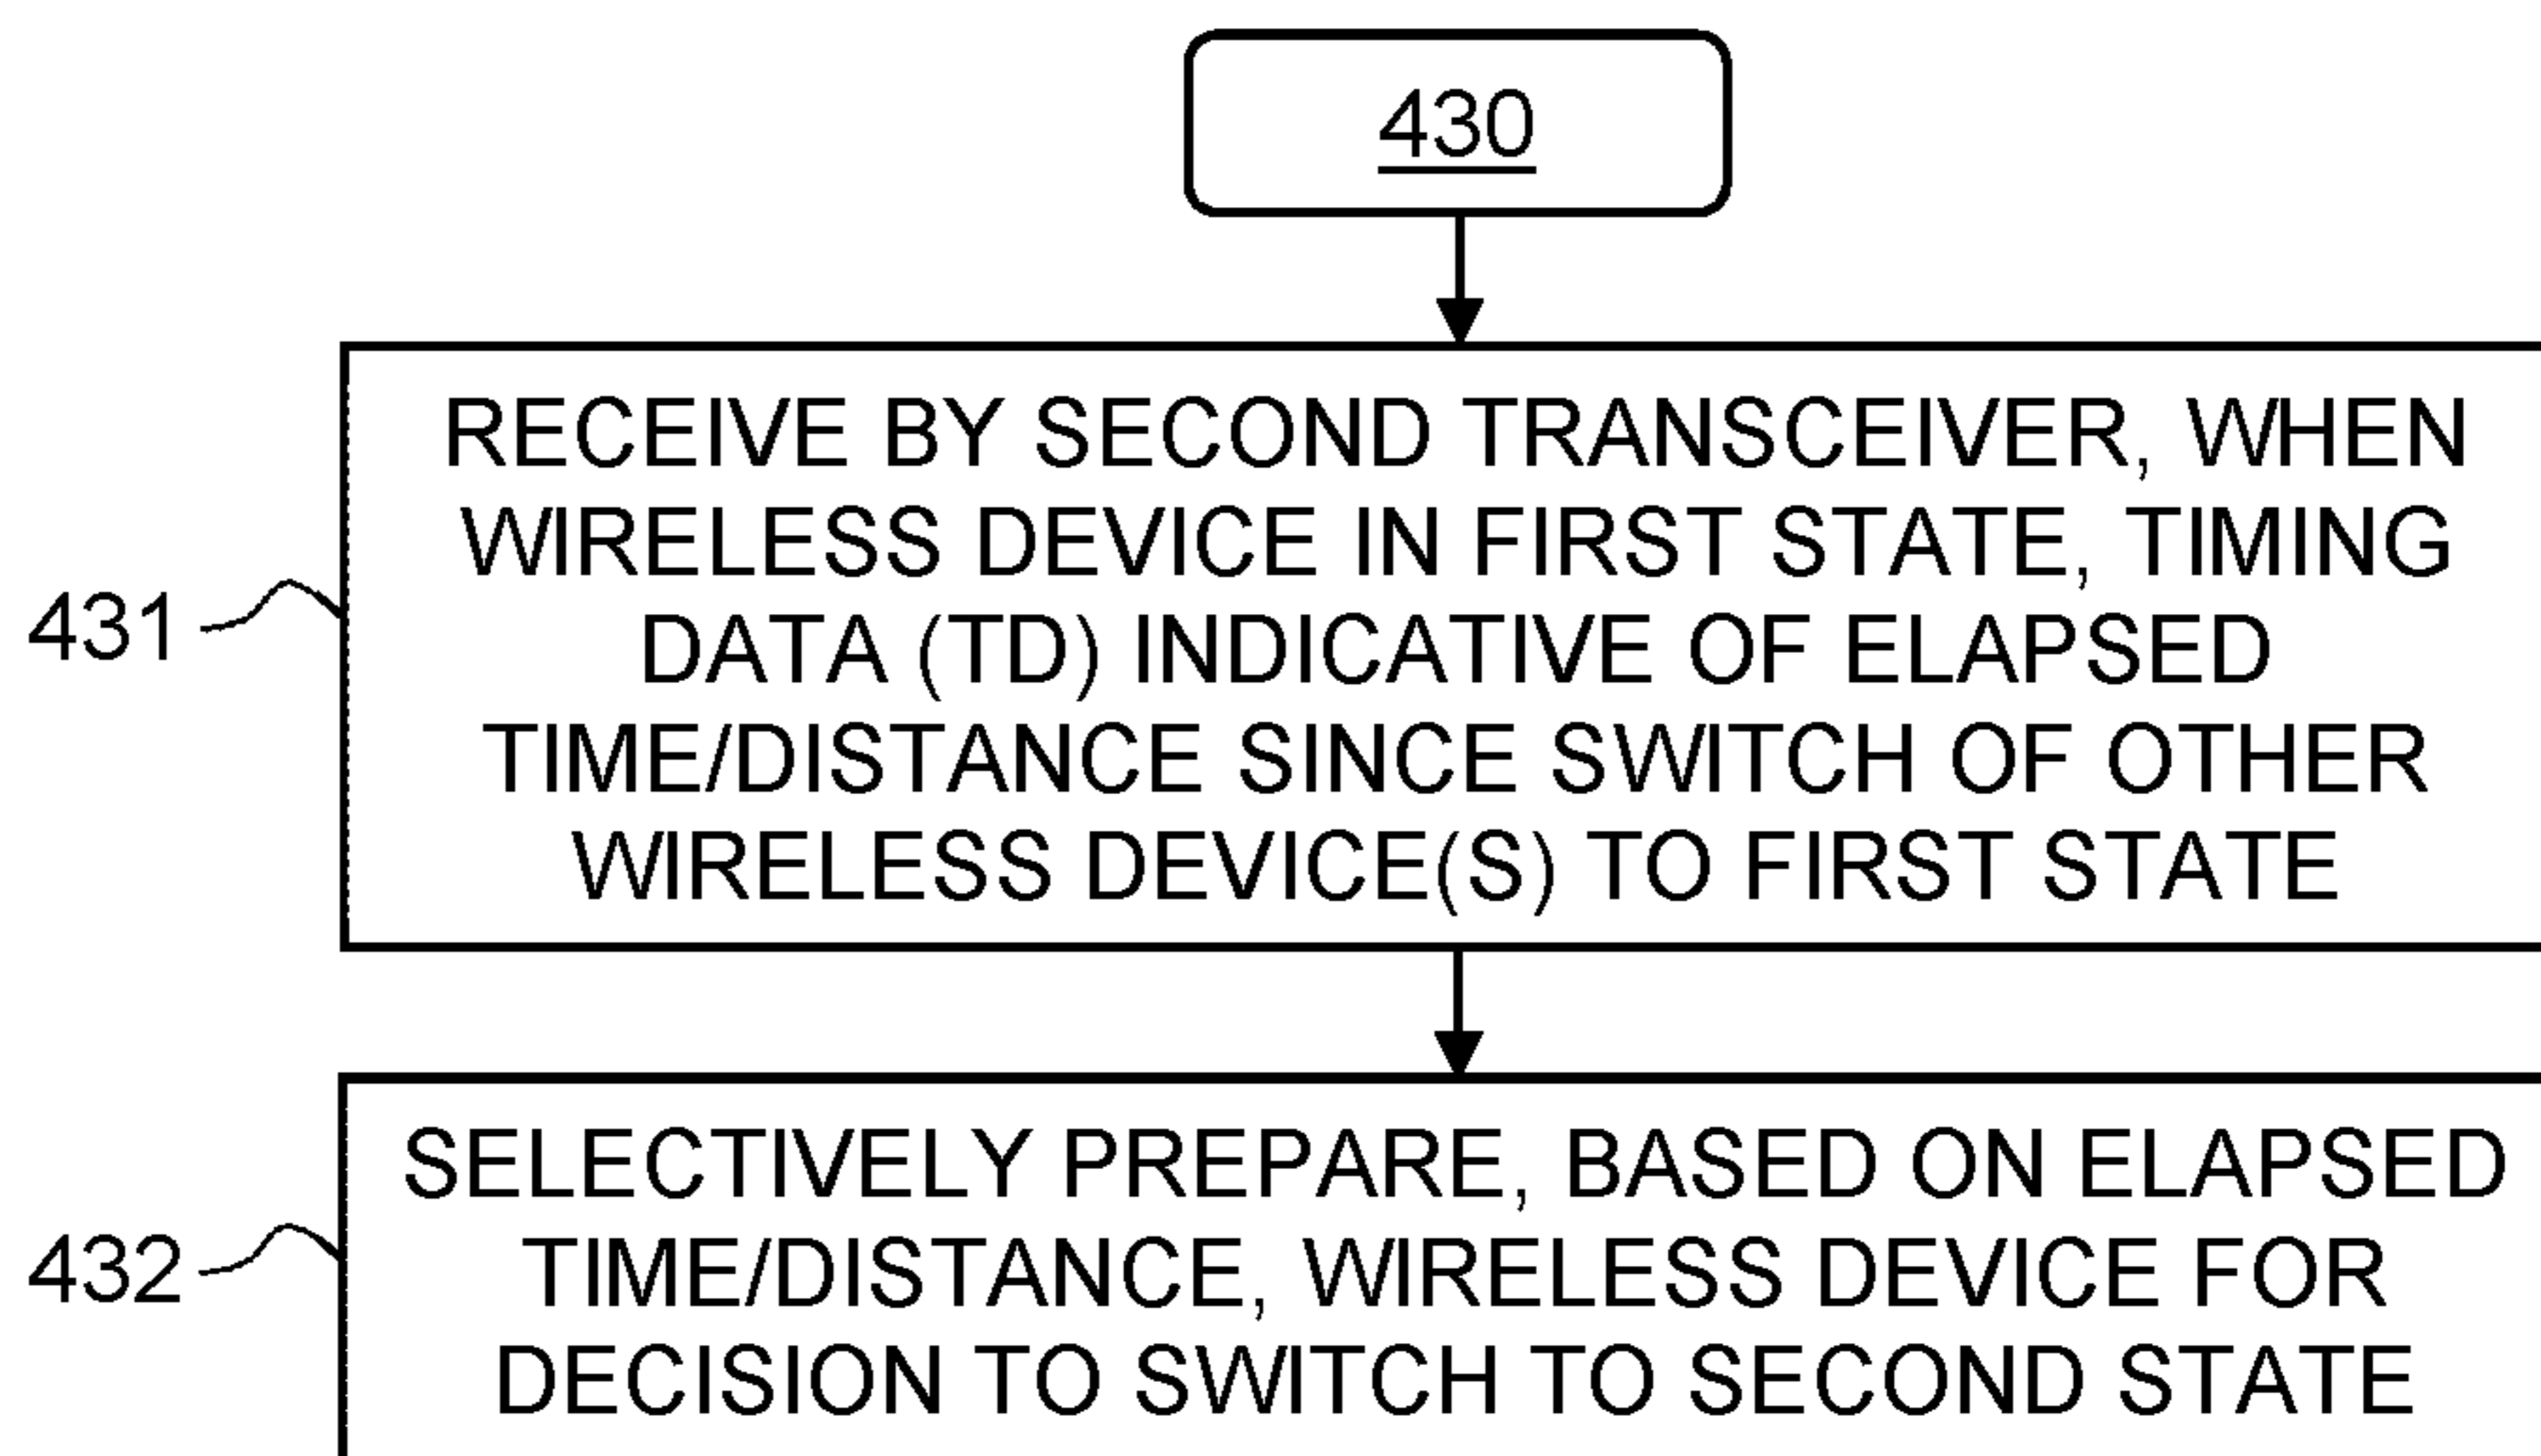 430
RECEIVE BY SECOND TRANSCEIVER, WHEN
WIRELESS DEVICE IN FIRST STATE, TIMING
DATA (TD) INDICATIVE OF ELAPSED
TIME/DISTANCE SINCE SWITCH OF OTHER
WIRELESS DEVICE(S) TO FIRST STATE
431
SELECTIVELY PREPARE, BASED ON ELAPSED
TIME/DISTANCE, WIRELESS DEVICE FOR
DECISION TO SWITCH TO SECOND STATE
432